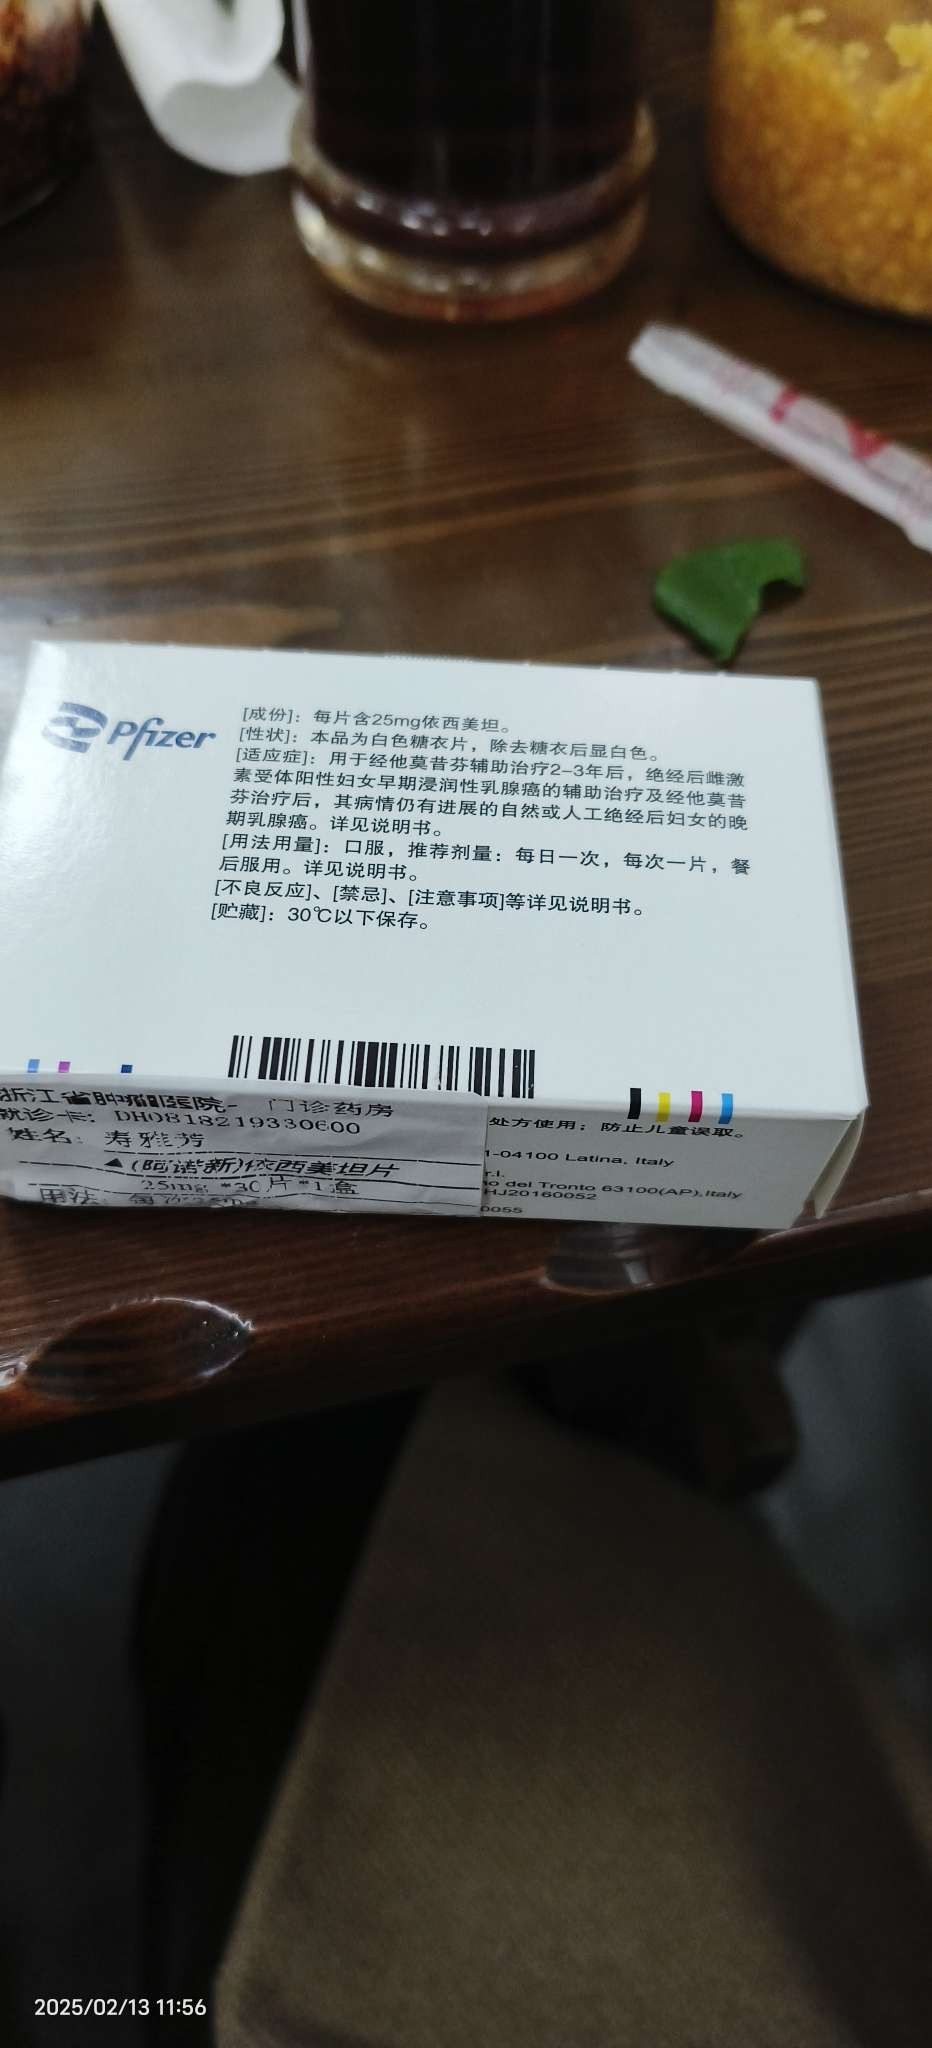 Pfizer
[成份]：每片含25mg依西美坦。
[性状]：本品为白色糖衣片，除去糖衣后显白色。
[适应症]：用于经他莫昔芬辅助治疗2-3年后，绝经后雌激
素受体阳性妇女早期浸润性乳腺癌的辅助治疗及经他莫昔
芬治疗后，其病情仍有进展的自然或人工绝经后妇女的晚
期乳腺癌。详见说明书。
[用法用量]：口服，推荐剂量：每日一次，每次一片，餐
后服用。详见说明书。
[不良反应]、[禁忌]、[注意事项]等详见说明书。
[贮藏]：30℃以下保存。
浙江省肿瘤医院- 门诊药房
就诊卡: DH0818219330600
姓名: 寿雅芳
▲(阿诺新)依西美坦片
25mg *30片*1盒
用法: 每次
处方使用；防止儿童误取。
1-04100 Latina, Italy
r.l.
no del Tronto 63100(AP),Italy
HJ20160052
0055
2025/02/13 11:56